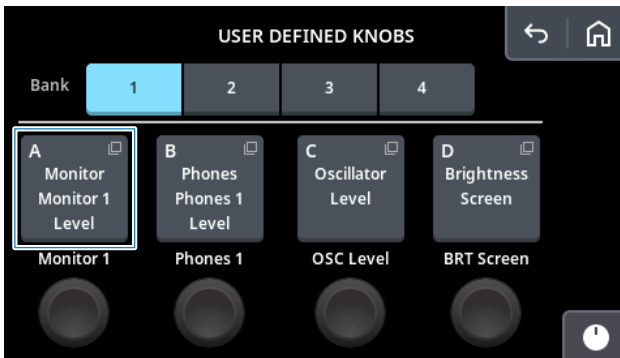 USER DEFINED KNOBS
Bank 1 2 3 4
A B C D
Monitor Phones Oscillator Brightness
Monitor 1 Phones 1 Level Screen
Level Level
Monitor 1 Phones 1 OSC Level BRT Screen